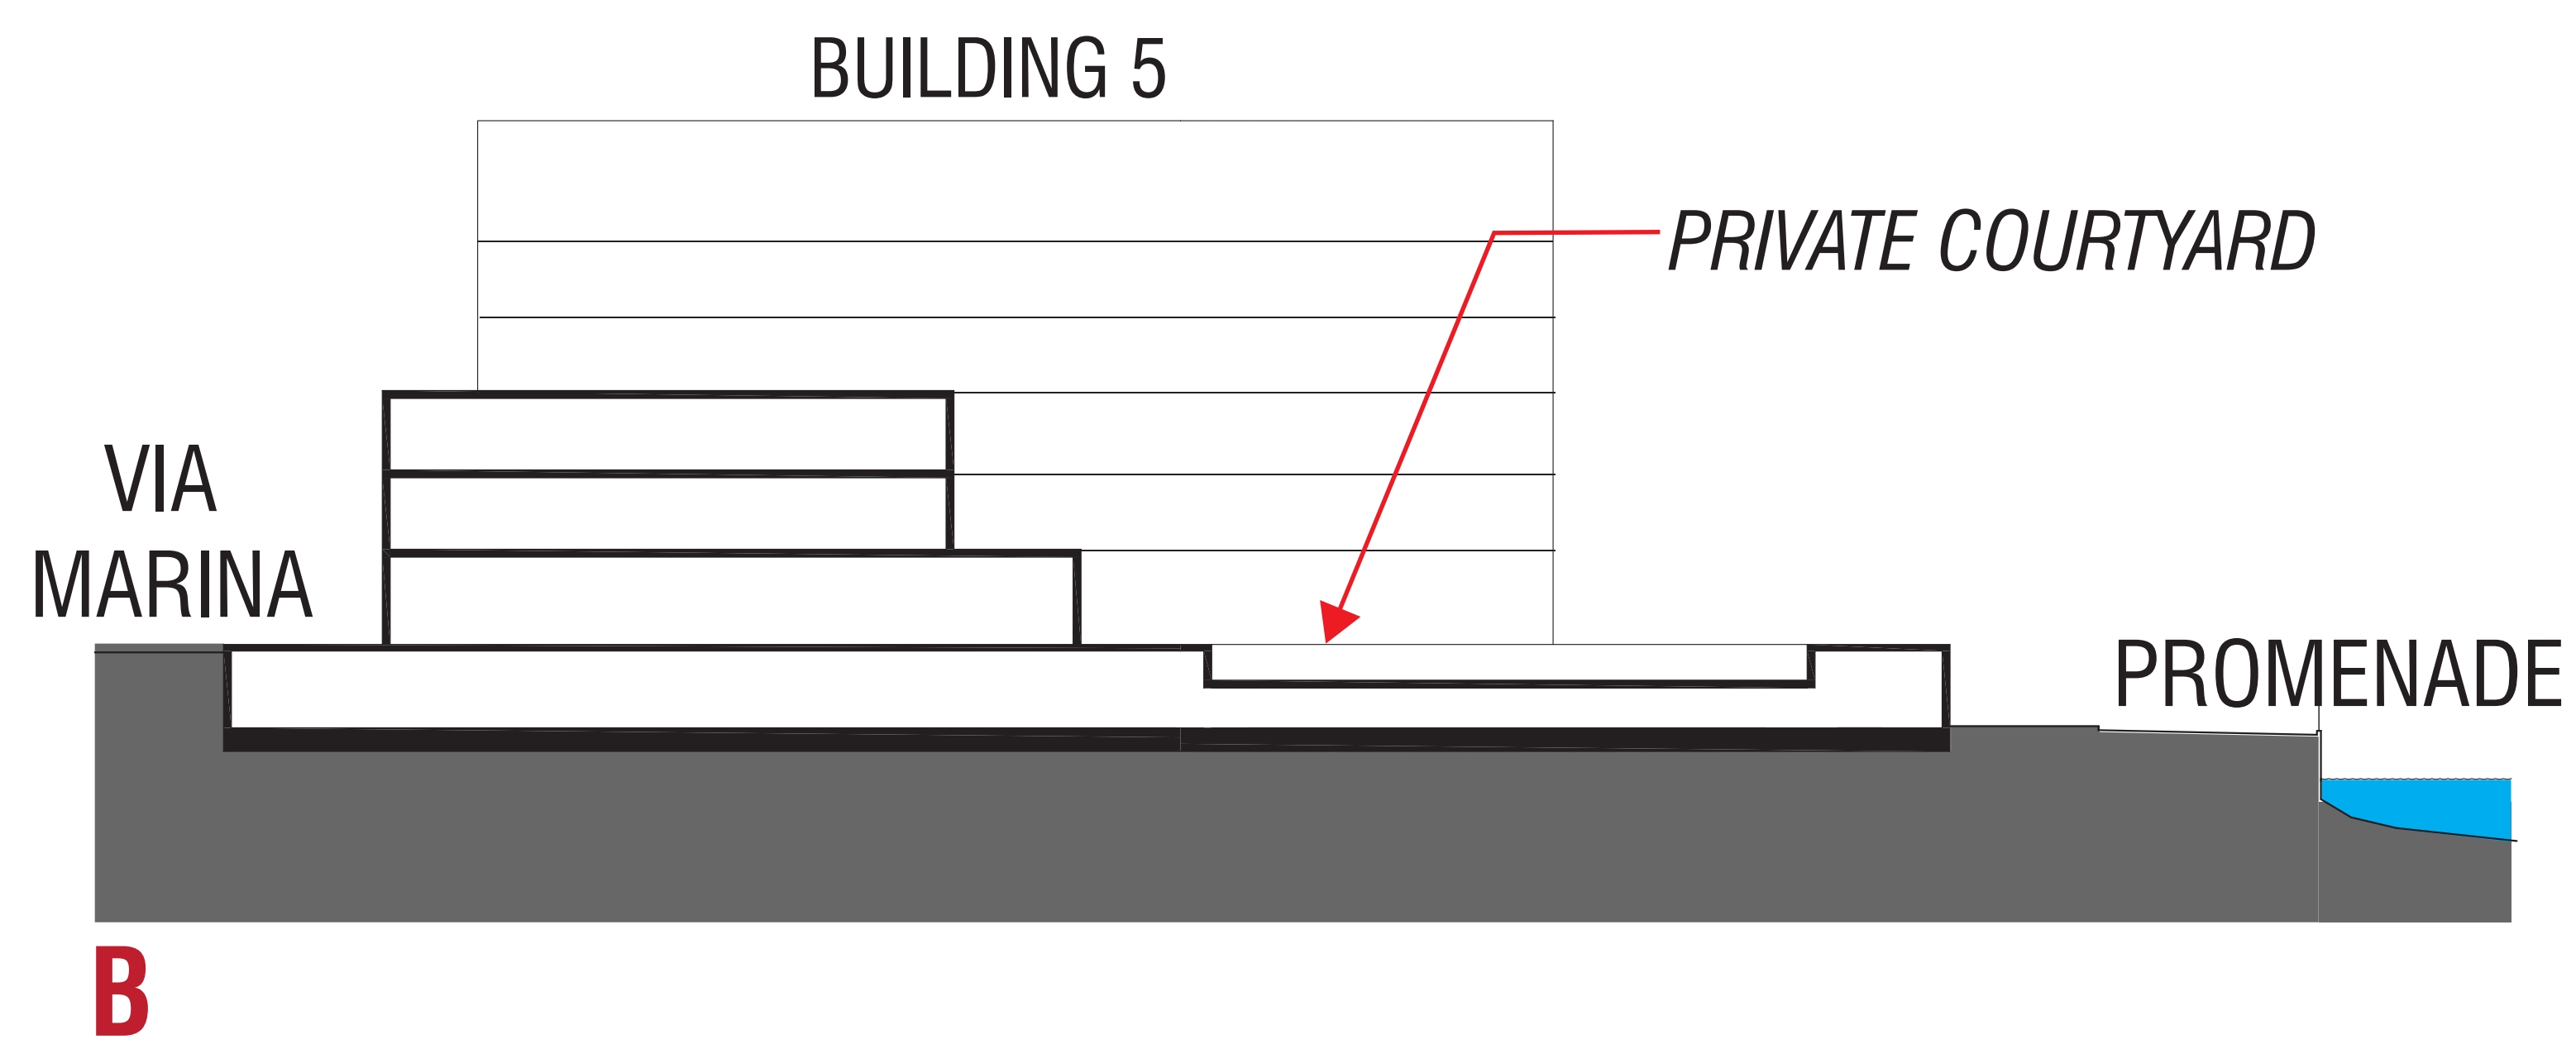 BUILDING 5
PRIVATE COURTYARD
VIA
MARINA
PROMENADE
B